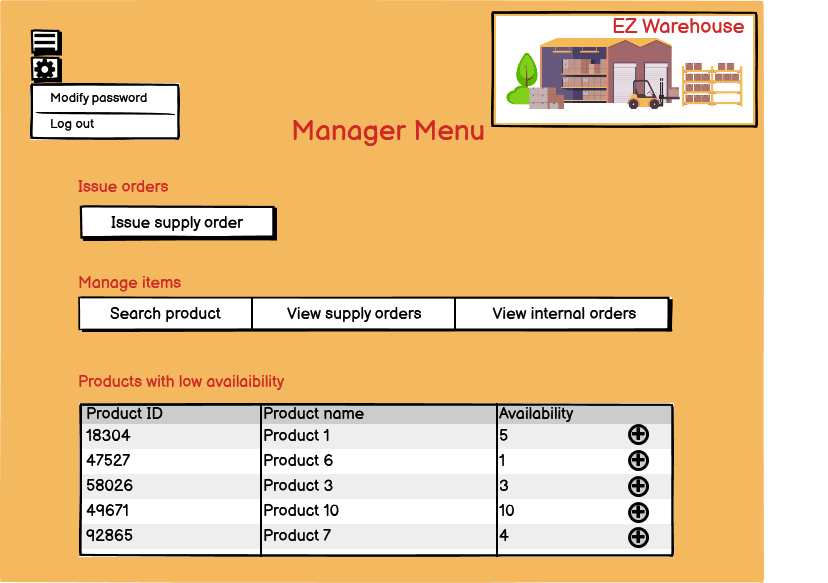 EZ Warehouse
Modify password
Log out
Manager Menu
Issue orders
Issue supply order
Manage items
Search product View supply orders View internal orders
Products with low availaibility
Product ID Product name Availability
18304 Product 1 5
47527 Product 6 1
58026 Product 3 3
49671 Product 10 10
92865 Product 7 4